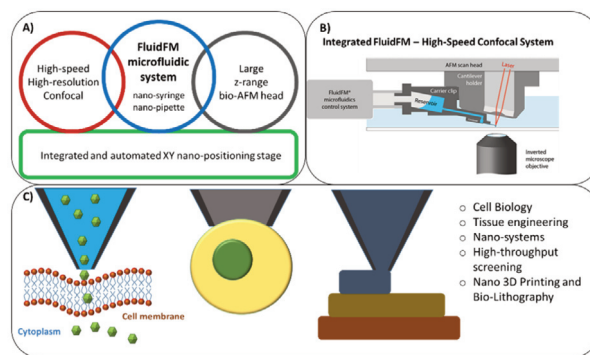 A)
High-speed
High-resolution
Confocal
FluidFM
microfluidic
system
nano-syringe
nano-pipette
Large
z-range
bio-AFM head
Integrated and automated XY nano-positioning stage
B)
Integrated FluidFM – High-Speed Confocal System
AFM scan head
Laser
Cantilever
holder
Carrier clip
Reservoir
FluidFM®
microfluidics
control system
Inverted
microscope
objective
C)
Cell membrane
Cytoplasm
○ Cell Biology
○ Tissue engineering
○ Nano-systems
○ High-throughput
screening
○ Nano 3D Printing and
Bio-Lithography